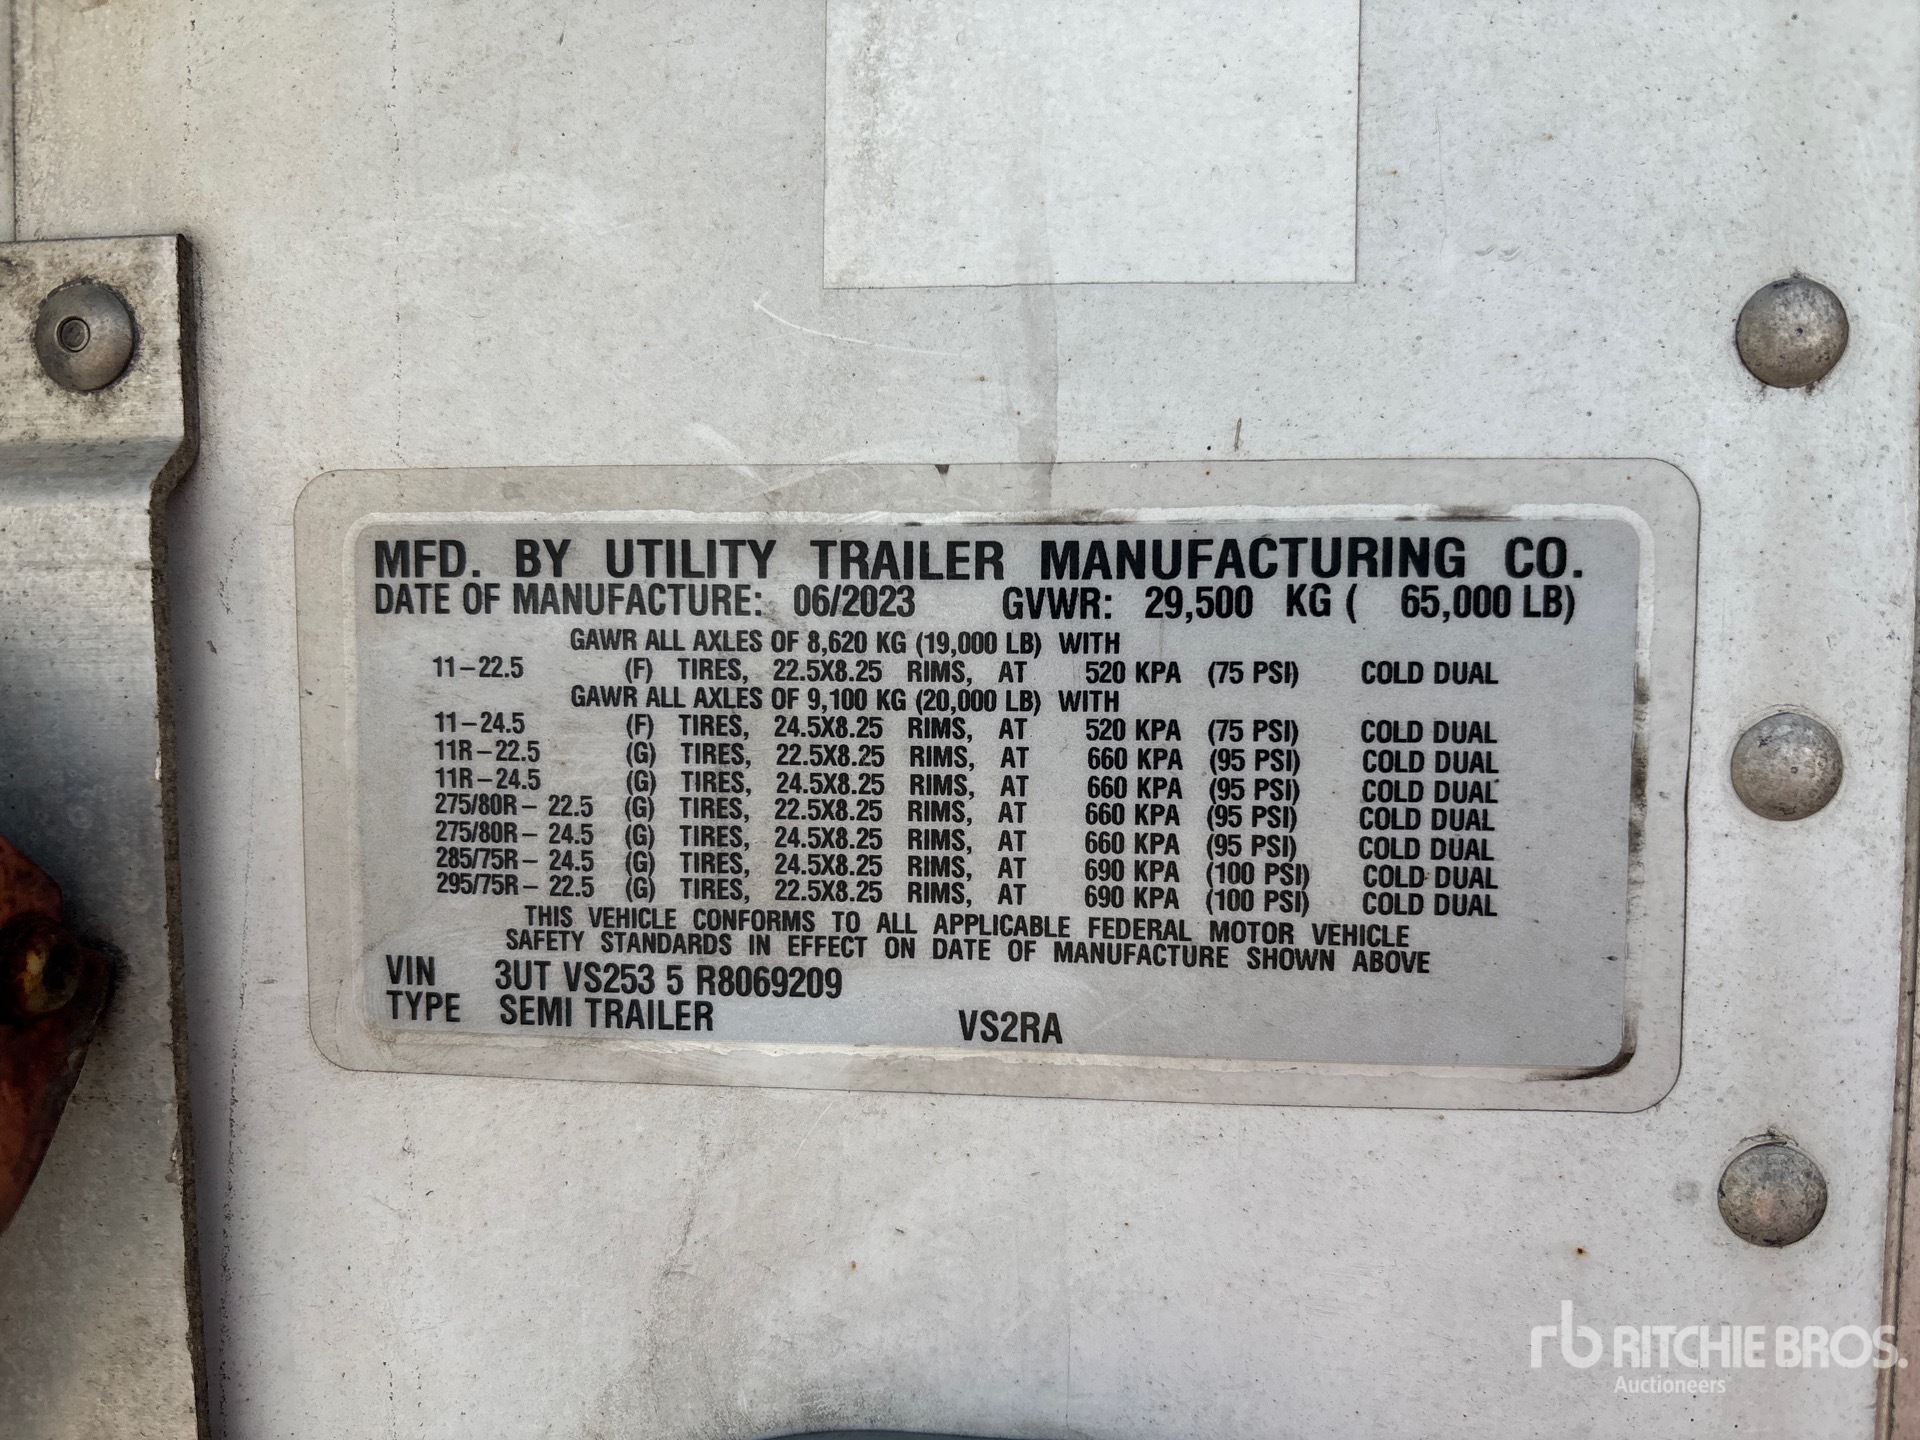 MFD. BY UTILITY TRAILER MANUFACTURING CO.
DATE OF MANUFACTURE: 06/2023 GVWR: 29,500 KG ( 65,000 LB)
GAWR ALL AXLES OF 8,620 KG (19,000 LB) WITH
11-22.5 (F) TIRES, 22.5X8.25 RIMS, AT 520 KPA (75 PSI) COLD DUAL
GAWR ALL AXLES OF 9,100 KG (20,000 LB) WITH
11-24.5 (F) TIRES, 24.5X8.25 RIMS, AT 520 KPA (75 PSI) COLD DUAL
11R-22.5 (G) TIRES, 22.5X8.25 RIMS, AT 660 KPA (95 PSI) COLD DUAL
11R-24.5 (G) TIRES, 24.5X8.25 RIMS, AT 660 KPA (95 PSI) COLD DUAL
275/80R- 22.5 (G) TIRES, 22.5X8.25 RIMS, AT 660 KPA (95 PSI) COLD DUAL
275/80R- 24.5 (G) TIRES, 24.5X8.25 RIMS, AT 660 KPA (95 PSI) COLD DUAL
285/75R- 24.5 (G) TIRES, 24.5X8.25 RIMS, AT 690 KPA (100 PSI) COLD DUAL
295/75R- 22.5 (G) TIRES, 22.5X8.25 RIMS, AT 690 KPA (100 PSI) COLD DUAL
THIS VEHICLE CONFORMS TO ALL APPLICABLE FEDERAL MOTOR VEHICLE
SAFETY STANDARDS IN EFFECT ON DATE OF MANUFACTURE SHOWN ABOVE
VIN 3UT VS253 5 R8069209
TYPE SEMI TRAILER VS2RA
rb RITCHIE BROS.
Auctioneers